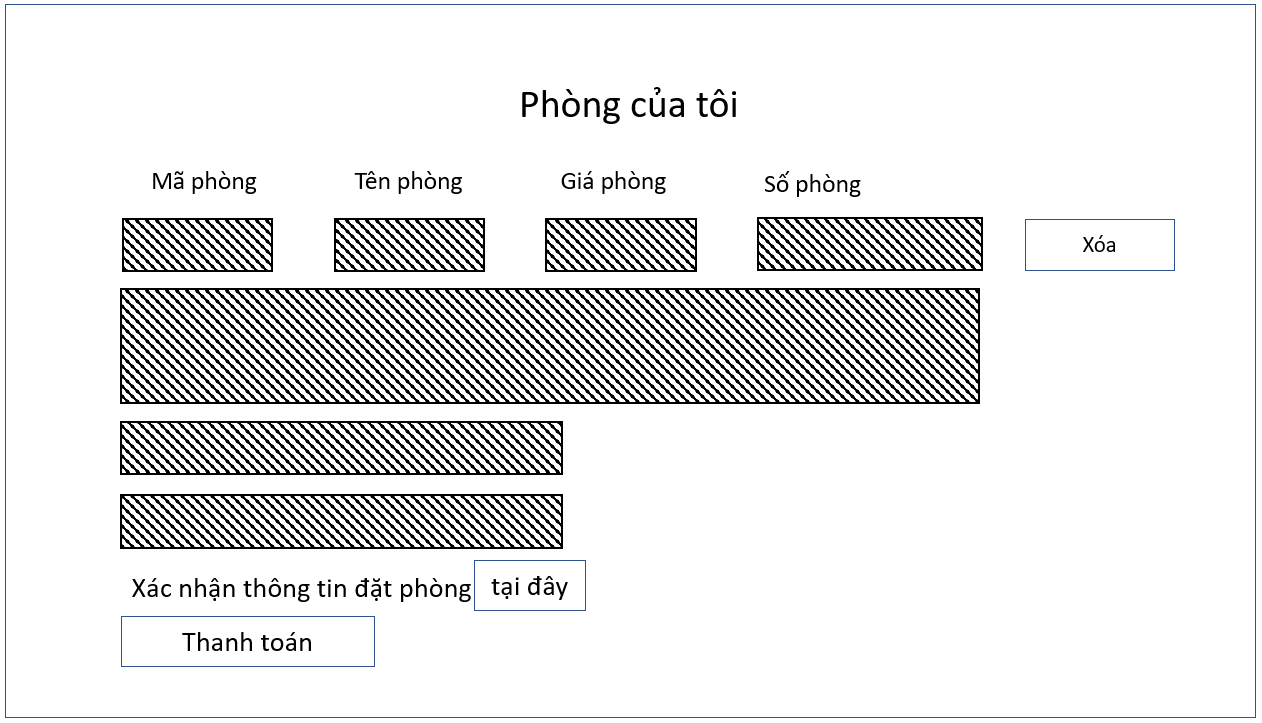 Phòng của tôi
Mã phòng Tên phòng Giá phòng Số phòng
Xóa
Xác nhận thông tin đặt phòng tại đây
Thanh toán